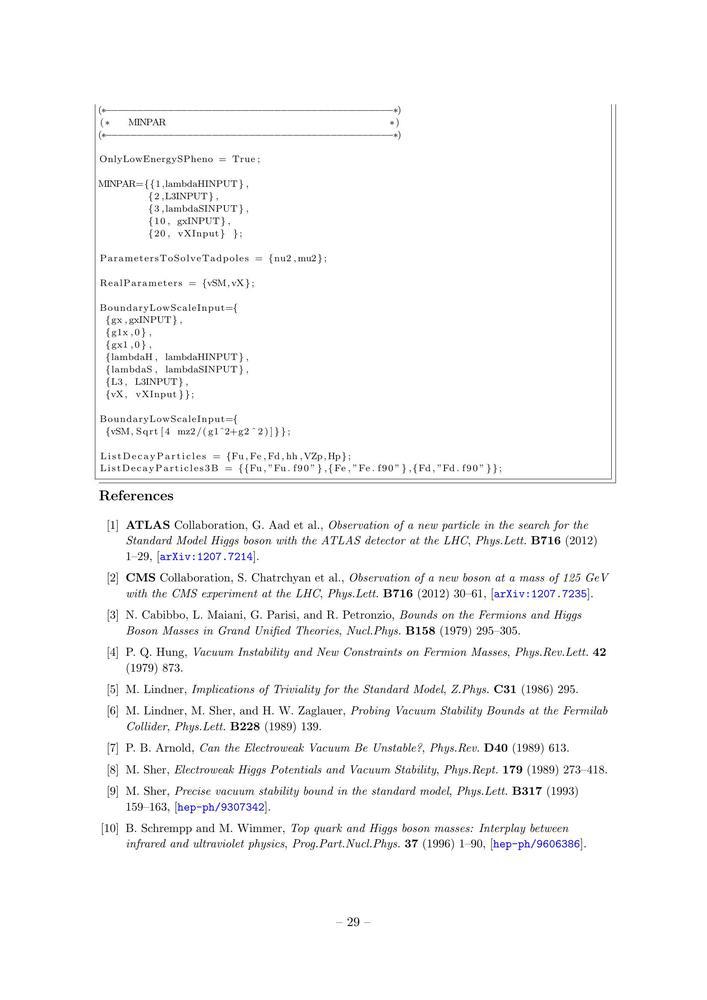 (*————————————————————————*)
(* MINPAR *)
(*————————————————————————*)
OnlyLowEnergySPheno = True;
MINPAR={{1,lambdaHINPUT},
{2,L3INPUT},
{3,lambdaSINPUT},
{10, gxINPUT},
{20, vXInput} };
ParametersToSolveTadpoles = {nu2,mu2};
RealParameters = {vSM,vX};
BoundaryLowScaleInput={
{gx,gxINPUT},
{g1x,0},
{gx1,0},
{lambdaH, lambdaHINPUT},
{lambdaS, lambdaSINPUT},
{L3, L3INPUT},
{vX, vXInput}};
BoundaryLowScaleInput={
{vSM,Sqrt[4 mz2/(g1^2+g2^2)]}};
ListDecayParticles = {Fu,Fe,Fd,hh,VZp,Hp};
ListDecayParticles3B = {{Fu,"Fu.f90"},{Fe,"Fe.f90"},{Fd,"Fd.f90"}};
References
[1] ATLAS Collaboration, G. Aad et al., Observation of a new particle in the search for the
Standard Model Higgs boson with the ATLAS detector at the LHC, Phys.Lett. B716 (2012)
1–29, [arXiv:1207.7214].
[2] CMS Collaboration, S. Chatrchyan et al., Observation of a new boson at a mass of 125 GeV
with the CMS experiment at the LHC, Phys.Lett. B716 (2012) 30–61, [arXiv:1207.7235].
[3] N. Cabibbo, L. Maiani, G. Parisi, and R. Petronzio, Bounds on the Fermions and Higgs
Boson Masses in Grand Unified Theories, Nucl.Phys. B158 (1979) 295–305.
[4] P. Q. Hung, Vacuum Instability and New Constraints on Fermion Masses, Phys.Rev.Lett. 42
(1979) 873.
[5] M. Lindner, Implications of Triviality for the Standard Model, Z.Phys. C31 (1986) 295.
[6] M. Lindner, M. Sher, and H. W. Zaglauer, Probing Vacuum Stability Bounds at the Fermilab
Collider, Phys.Lett. B228 (1989) 139.
[7] P. B. Arnold, Can the Electroweak Vacuum Be Unstable?, Phys.Rev. D40 (1989) 613.
[8] M. Sher, Electroweak Higgs Potentials and Vacuum Stability, Phys.Rept. 179 (1989) 273–418.
[9] M. Sher, Precise vacuum stability bound in the standard model, Phys.Lett. B317 (1993)
159–163, [hep-ph/9307342].
[10] B. Schrempp and M. Wimmer, Top quark and Higgs boson masses: Interplay between
infrared and ultraviolet physics, Prog.Part.Nucl.Phys. 37 (1996) 1–90, [hep-ph/9606386].
– 29 –